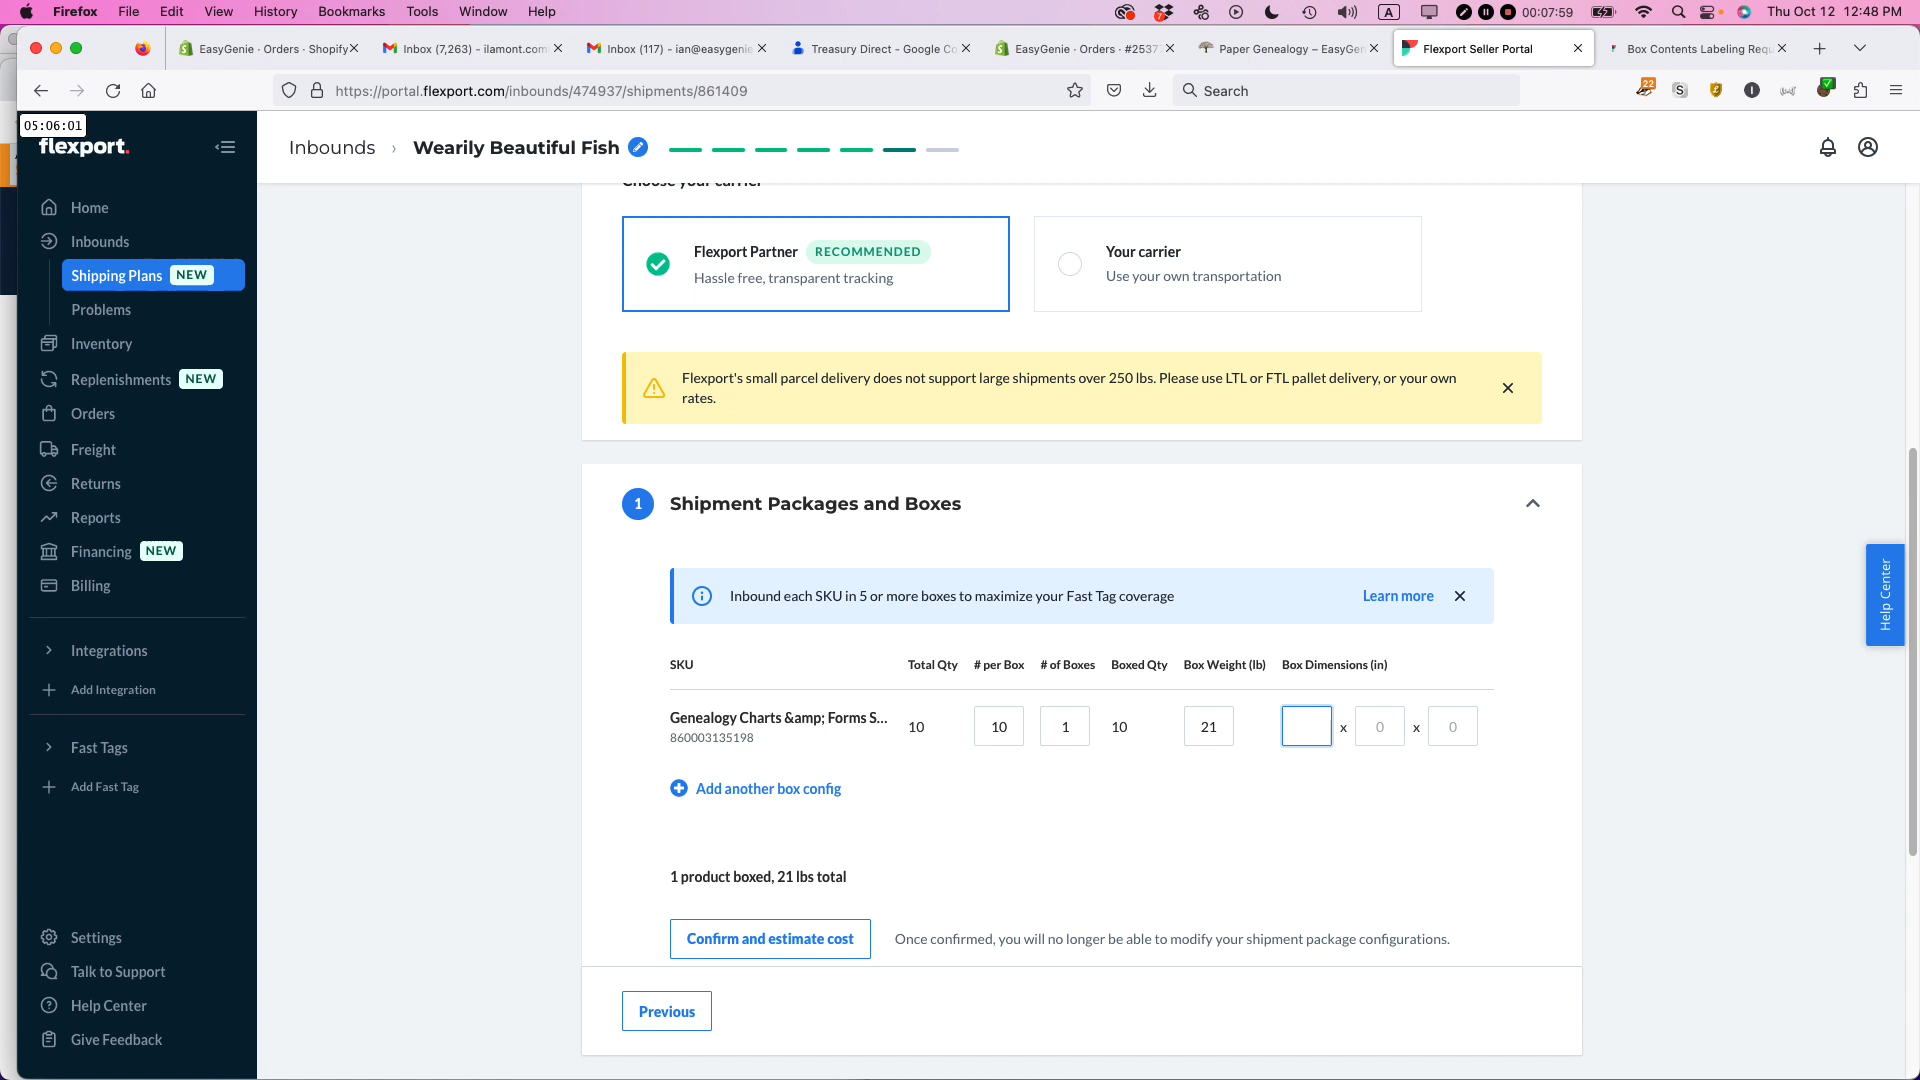 Firefox File Edit View History Bookmarks Tools Window Help
7
A
00:07:59
Thu Oct 12 12:48 PM
EasyGenie · Orders · Shopify
Inbox (7,263) - ilamont.com
Inbox (117) - ian@easygenie
Treasury Direct - Google Co
EasyGenie · Orders · #2537
Paper Genealogy – EasyGen
Flexport Seller Portal
Box Contents Labeling Requ
https://portal.flexport.com/inbounds/474937/shipments/861409
Search
22
S
05:06:01
flexport.
Inbounds › Wearily Beautiful Fish
Home
Inbounds
Shipping Plans NEW
Problems
Inventory
Replenishments NEW
Orders
Freight
Returns
Reports
Financing NEW
Billing
Integrations
Add Integration
Fast Tags
Add Fast Tag
Settings
Talk to Support
Help Center
Give Feedback
Choose your carrier
Flexport Partner RECOMMENDED
Hassle free, transparent tracking
Your carrier
Use your own transportation
Flexport's small parcel delivery does not support large shipments over 250 lbs. Please use LTL or FTL pallet delivery, or your own
rates.
1 Shipment Packages and Boxes
Inbound each SKU in 5 or more boxes to maximize your Fast Tag coverage Learn more
SKU Total Qty # per Box # of Boxes Boxed Qty Box Weight (lb) Box Dimensions (in)
Genealogy Charts &amp; Forms S... 10 10 1 10 21 x 0 x 0
860003135198
Add another box config
1 product boxed, 21 lbs total
Confirm and estimate cost Once confirmed, you will no longer be able to modify your shipment package configurations.
Previous
Help Center